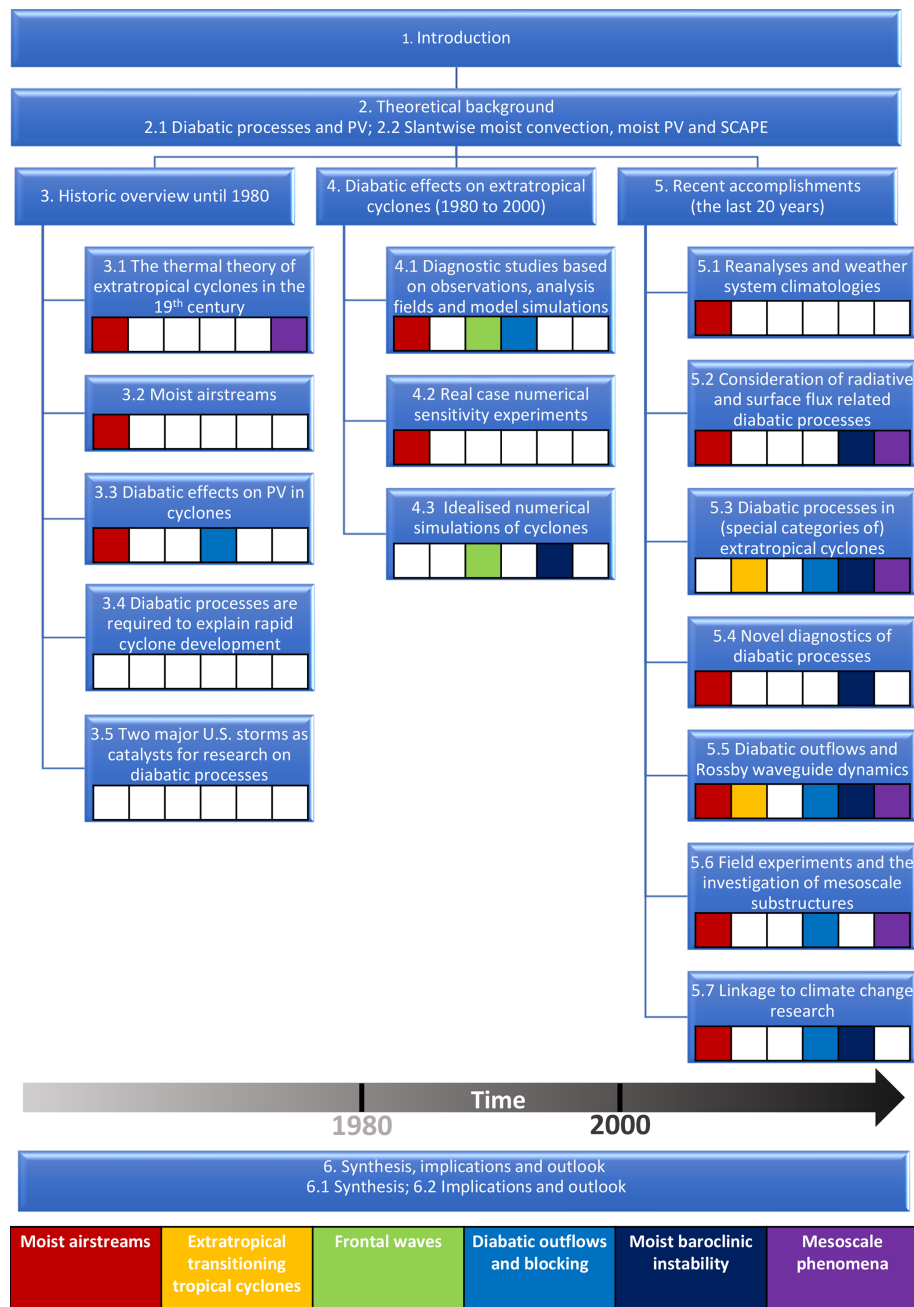 1. Introduction
2. Theoretical background
2.1 Diabatic processes and PV; 2.2 Slantwise moist convection, moist PV and SCAPE
3. Historic overview until 1980
3.1 The thermal theory of
extratropical cyclones in the
19th century
3.2 Moist airstreams
3.3 Diabatic effects on PV in
cyclones
3.4 Diabatic processes are
required to explain rapid
cyclone development
3.5 Two major U.S. storms as
catalysts for research on
diabatic processes
4. Diabatic effects on extratropical
cyclones (1980 to 2000)
4.1 Diagnostic studies based
on observations, analysis
fields and model simulations
4.2 Real case numerical
sensitivity experiments
4.3 Idealised numerical
simulations of cyclones
5. Recent accomplishments
(the last 20 years)
5.1 Reanalyses and weather
system climatologies
5.2 Consideration of radiative
and surface flux related
diabatic processes
5.3 Diabatic processes in
(special categories of)
extratropical cyclones
5.4 Novel diagnostics of
diabatic processes
5.5 Diabatic outflows and
Rossby waveguide dynamics
5.6 Field experiments and the
investigation of mesoscale
substructures
5.7 Linkage to climate change
research
Time
1980
2000
6. Synthesis, implications and outlook
6.1 Synthesis; 6.2 Implications and outlook
Moist airstreams
Extratropical
transitioning
tropical cyclones
Frontal waves
Diabatic outflows
and blocking
Moist baroclinic
instability
Mesoscale
phenomena